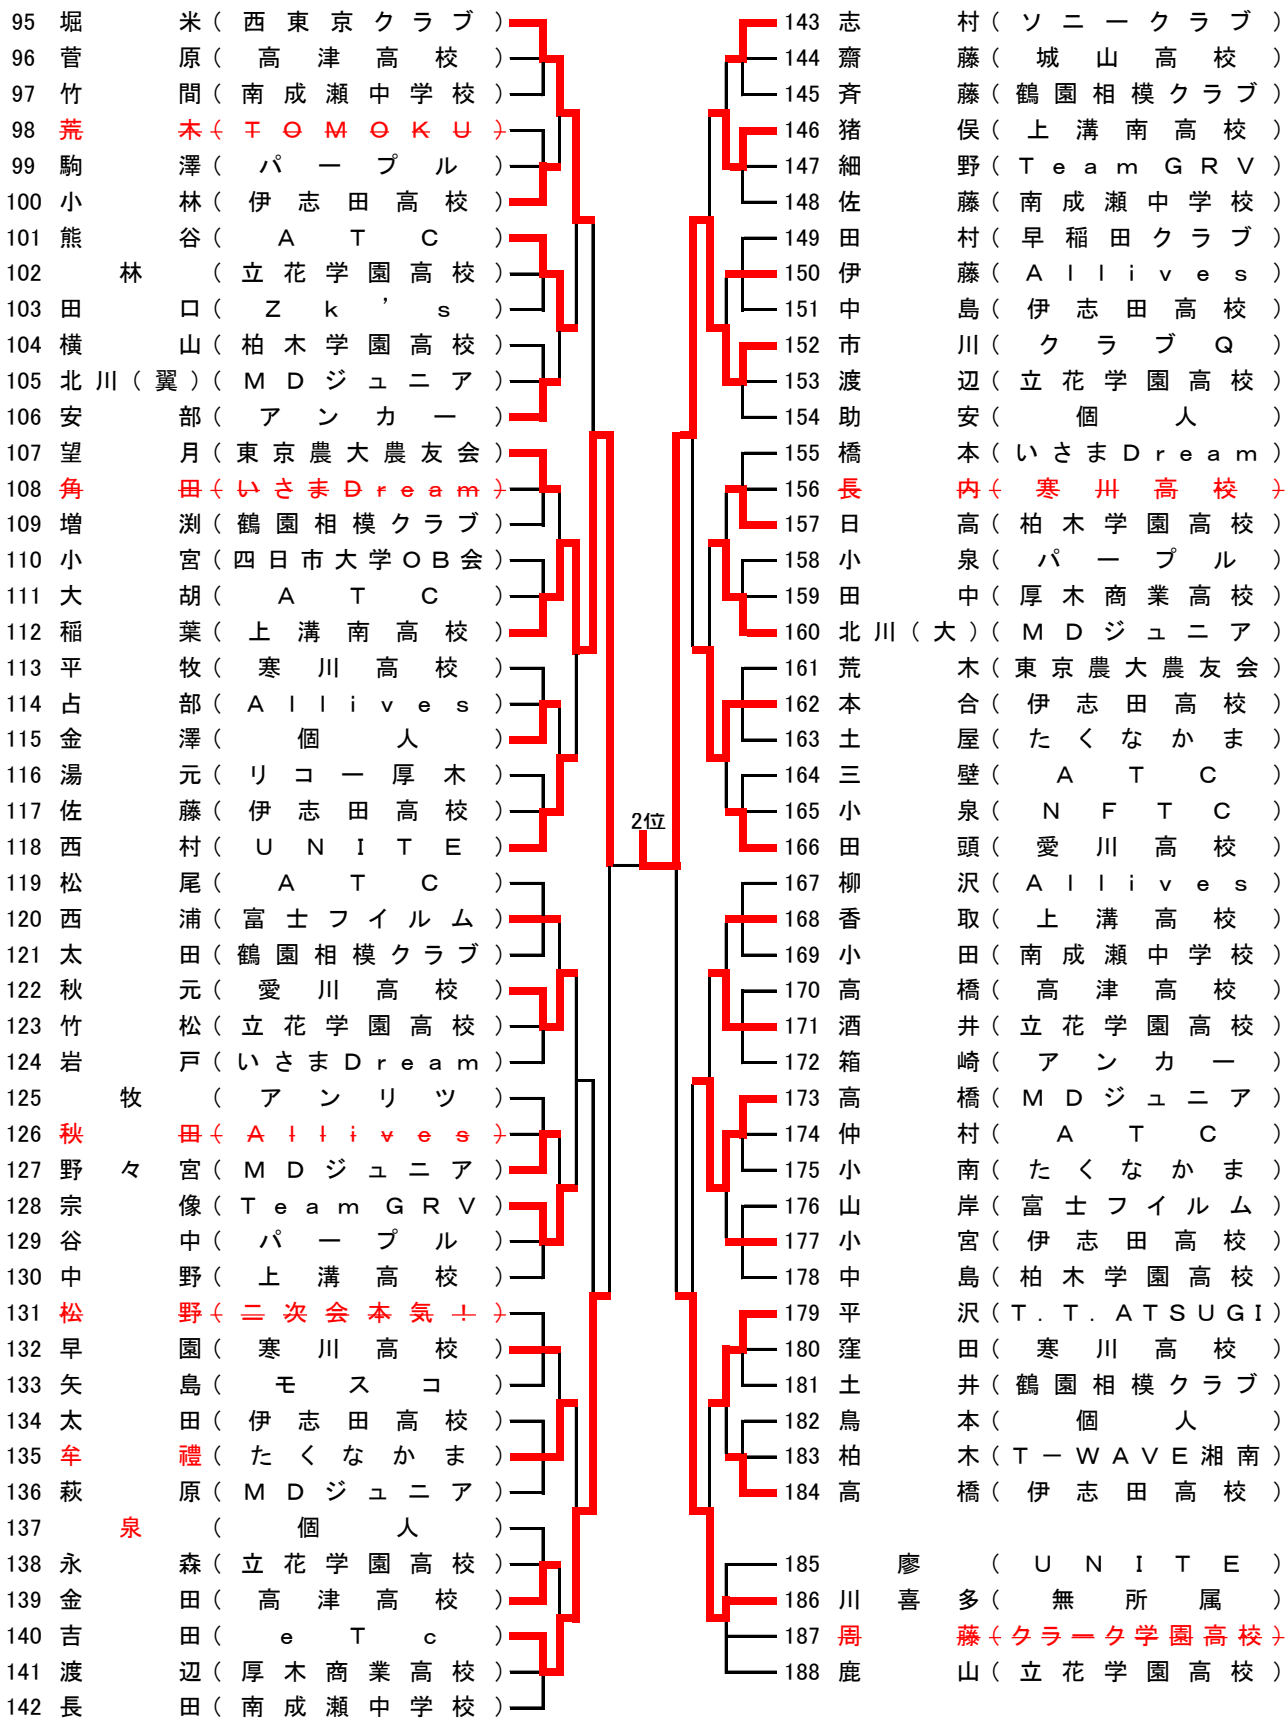 95 堀 米 ( 西東京クラブ )
96 菅 原 ( 高津高校 )
97 竹 間 ( 南成瀬中学校 )
98 荒 木 ( TOMOKU )
99 駒 澤 ( パープル )
100 小 林 ( 伊志田高校 )
101 熊 谷 ( ATC )
102 林 ( 立花学園高校 )
103 田 口 ( Zk's )
104 横 山 ( 柏木学園高校 )
105 北川(翼) ( MDジュニア )
106 安 部 ( アンカー )
107 望 月 ( 東京農大農友会 )
108 角 田 ( いさまDream )
109 増 渕 ( 鶴園相模クラブ )
110 小 宮 ( 四日市大学OB会 )
111 大 胡 ( ATC )
112 稲 葉 ( 上溝南高校 )
113 平 牧 ( 寒川高校 )
114 占 部 ( Allives )
115 金 澤 ( 個人 )
116 湯 元 ( リコー厚木 )
117 佐 藤 ( 伊志田高校 )
118 西 村 ( UNITE )
119 松 尾 ( ATC )
120 西 浦 ( 富士フイルム )
121 太 田 ( 鶴園相模クラブ )
122 秋 元 ( 愛川高校 )
123 竹 松 ( 立花学園高校 )
124 岩 戸 ( いさまDream )
125 牧 ( アンリツ )
126 秋 田 ( Allives )
127 野々宮 ( MDジュニア )
128 宗 像 ( Team GRV )
129 谷 中 ( パープル )
130 中 野 ( 上溝高校 )
131 松 野 ( 二次会本気! )
132 早 園 ( 寒川高校 )
133 矢 島 ( モスコ )
134 太 田 ( 伊志田高校 )
135 牟 禮 ( たくなかま )
136 萩 原 ( MDジュニア )
137 泉 ( 個人 )
138 永 森 ( 立花学園高校 )
139 金 田 ( 高津高校 )
140 吉 田 ( eTc )
141 渡 辺 ( 厚木商業高校 )
142 長 田 ( 南成瀬中学校 )
2位
143 志 村 ( ソニークラブ )
144 齋 藤 ( 城山高校 )
145 斉 藤 ( 鶴園相模クラブ )
146 猪 俣 ( 上溝南高校 )
147 細 野 ( Team GRV )
148 佐 藤 ( 南成瀬中学校 )
149 田 村 ( 早稲田クラブ )
150 伊 藤 ( Allives )
151 中 島 ( 伊志田高校 )
152 市 川 ( クラブQ )
153 渡 辺 ( 立花学園高校 )
154 助 安 ( 個人 )
155 橋 本 ( いさまDream )
156 長 内 ( 寒川高校 )
157 日 高 ( 柏木学園高校 )
158 小 泉 ( パープル )
159 田 中 ( 厚木商業高校 )
160 北川(大) ( MDジュニア )
161 荒 木 ( 東京農大農友会 )
162 本 合 ( 伊志田高校 )
163 土 屋 ( たくなかま )
164 三 壁 ( ATC )
165 小 泉 ( NFTC )
166 田 頭 ( 愛川高校 )
167 柳 沢 ( Allives )
168 香 取 ( 上溝高校 )
169 小 田 ( 南成瀬中学校 )
170 高 橋 ( 高津高校 )
171 酒 井 ( 立花学園高校 )
172 箱 崎 ( アンカー )
173 高 橋 ( MDジュニア )
174 仲 村 ( ATC )
175 小 南 ( たくなかま )
176 山 岸 ( 富士フイルム )
177 小 宮 ( 伊志田高校 )
178 中 島 ( 柏木学園高校 )
179 平 沢 ( T.T.ATSUGI )
180 窪 田 ( 寒川高校 )
181 土 井 ( 鶴園相模クラブ )
182 鳥 本 ( 個人 )
183 柏 木 ( T-WAVE湘南 )
184 高 橋 ( 伊志田高校 )
185 廖 ( UNITE )
186 川喜多 ( 無所属 )
187 周 藤 ( クラーク学園高校 )
188 鹿 山 ( 立花学園高校 )